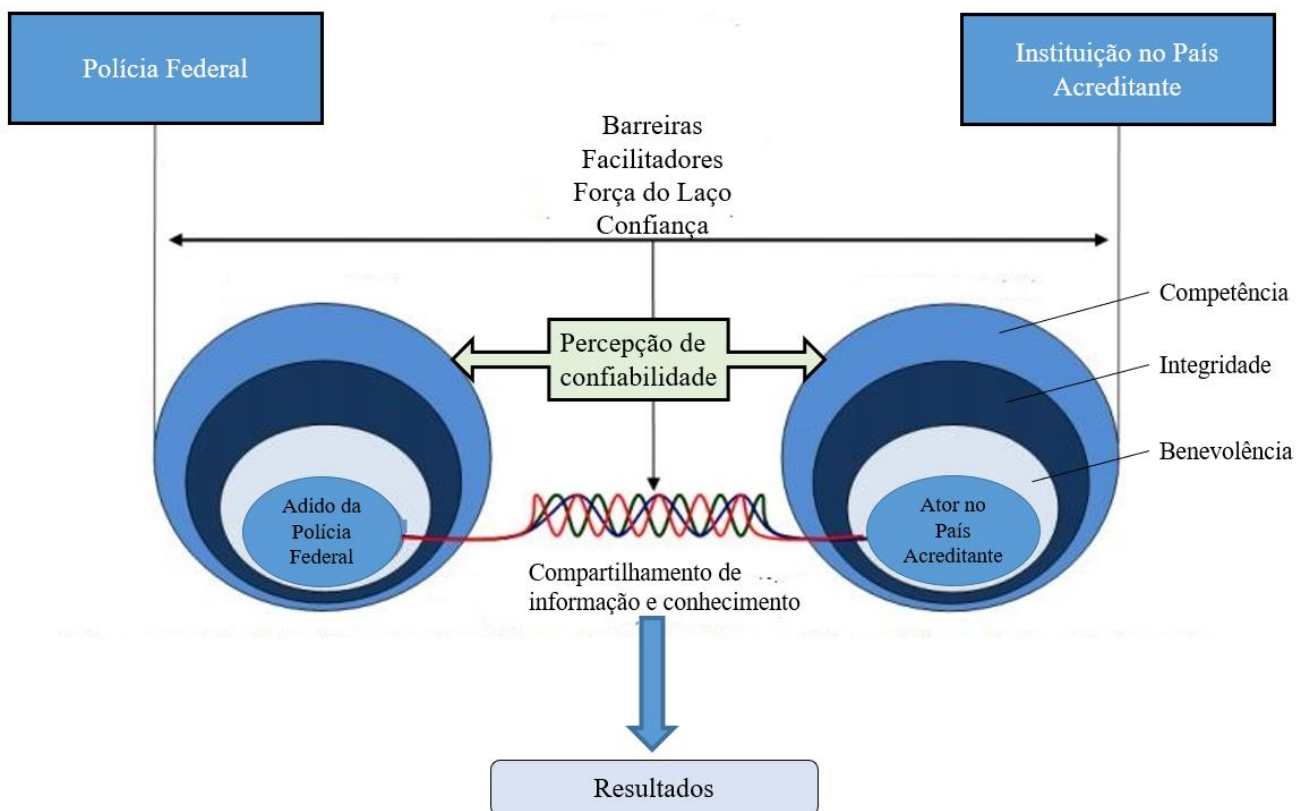 Polícia Federal
Instituição no País
Acreditante
Barreiras
Facilitadores
Força do Laço
Confiança
Competência
Percepção de
confiabilidade
Integridade
Benevolência
Adido da
Polícia
Federal
Ator no
País
Acreditante
Compartilhamento de
informação e conhecimento
Resultados